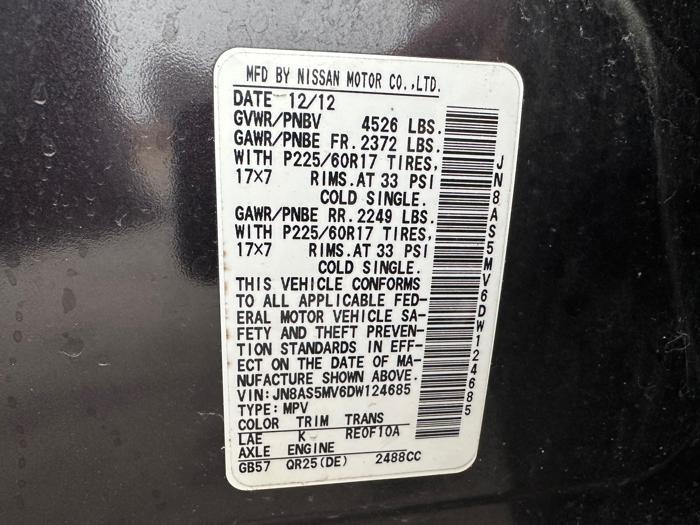 MFD BY NISSAN MOTOR CO.,LTD.
DATE 12/12
GVWR/PNBV 4526 LBS.
GAWR/PNBE FR. 2372 LBS.
WITH P225/60R17 TIRES,
17X7 RIMS.AT 33 PSI
COLD SINGLE.
GAWR/PNBE RR. 2249 LBS.
WITH P225/60R17 TIRES,
17X7 RIMS.AT 33 PSI
COLD SINGLE.
THIS VEHICLE CONFORMS
TO ALL APPLICABLE FED-
ERAL MOTOR VEHICLE SA-
FETY AND THEFT PREVEN-
TION STANDARDS IN EFF-
ECT ON THE DATE OF MA-
NUFACTURE SHOWN ABOVE.
VIN:JN8AS5MV6DW124685
TYPE:MPV
COLOR TRIM TRANS
LAE K RE0F10A
AXLE ENGINE
GB57 QR25(DE) 2488CC
JN8AS5MV6DW124685